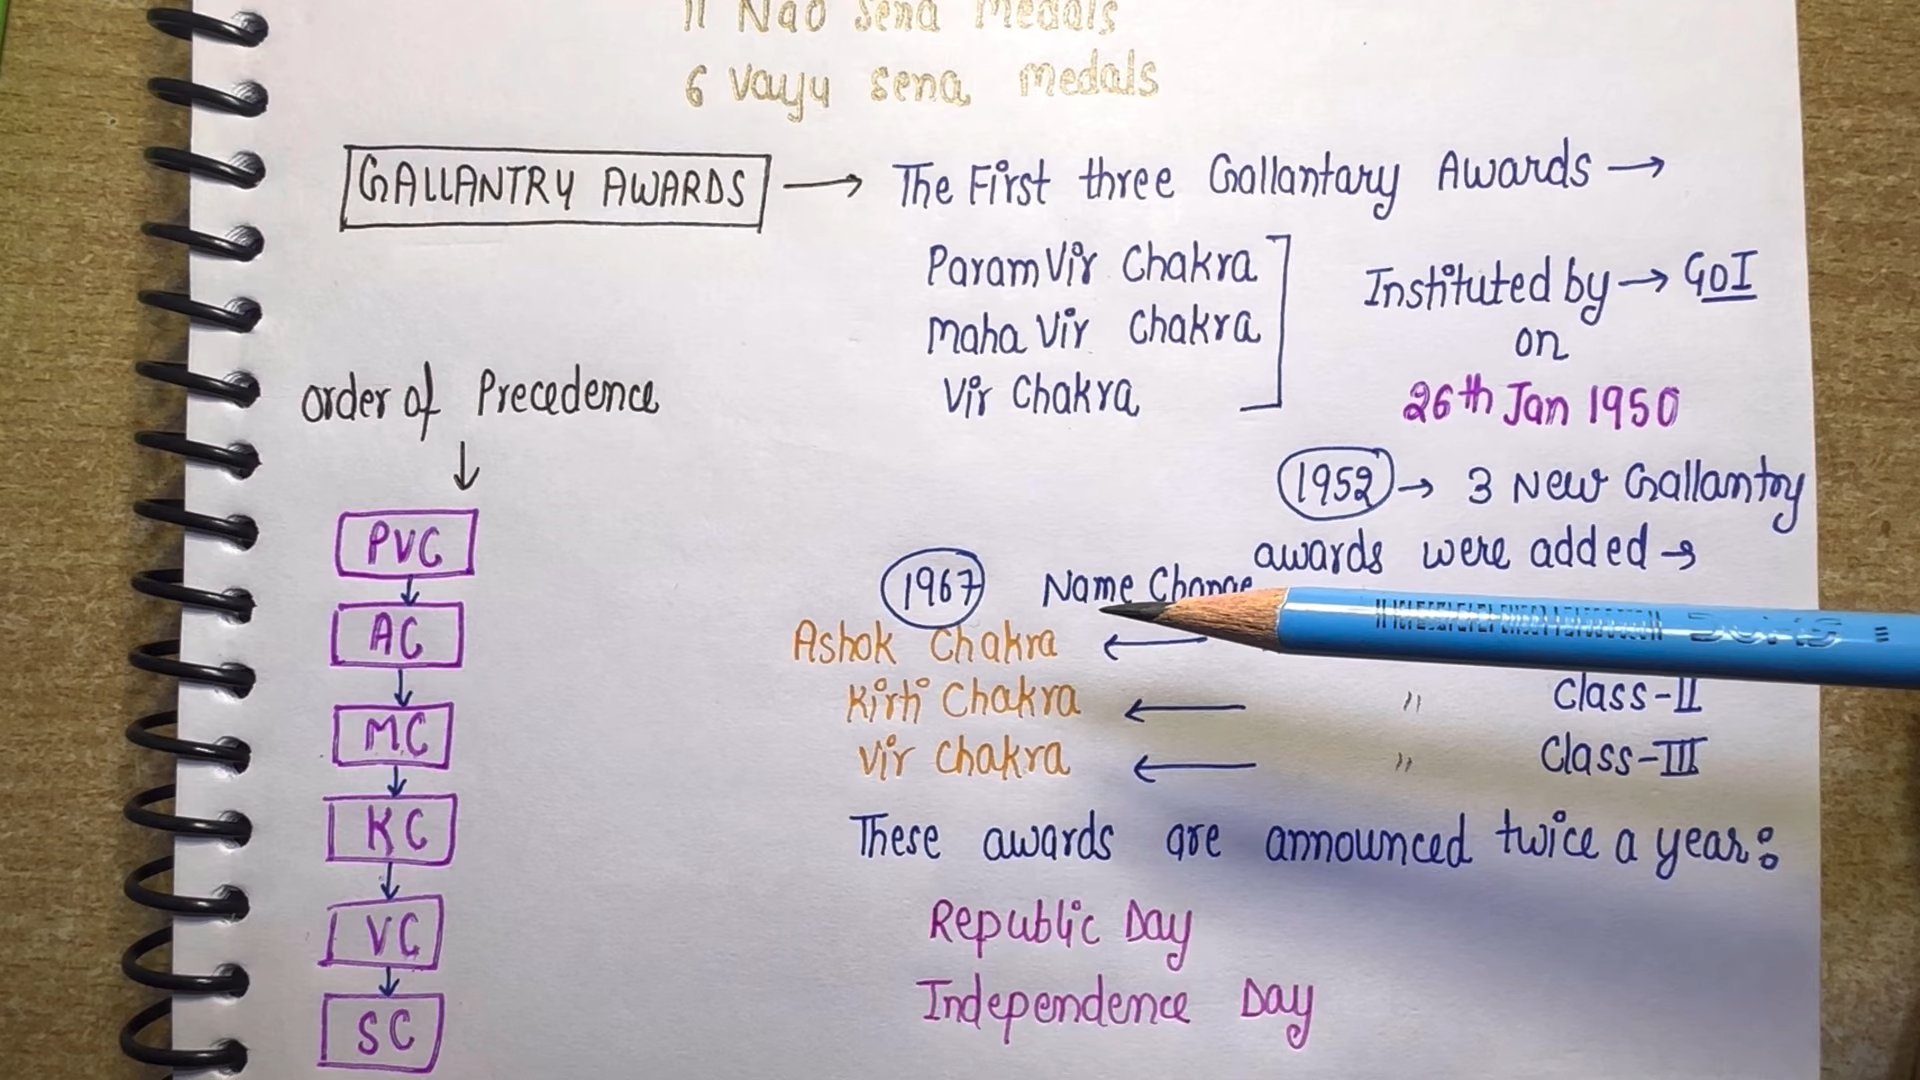 11 Nao Sena Medals
6 Vayu Sena Medals
GALLANTRY AWARDS → The First three Gallantary Awards →
Param Vir Chakra
Maha Vir Chakra
Vir Chakra
Instituted by → GOI
on
26th Jan 1950
Order of Precedence
↓
PVC
AC
MC
KC
VC
SC
1952 → 3 New Gallantry
awards were added →
1967 Name Change
Ashok Chakra ←
Kirti Chakra ← " Class-II
Vir Chakra ← " Class-III
These awards are announced twice a year:
Republic Day
Independence Day